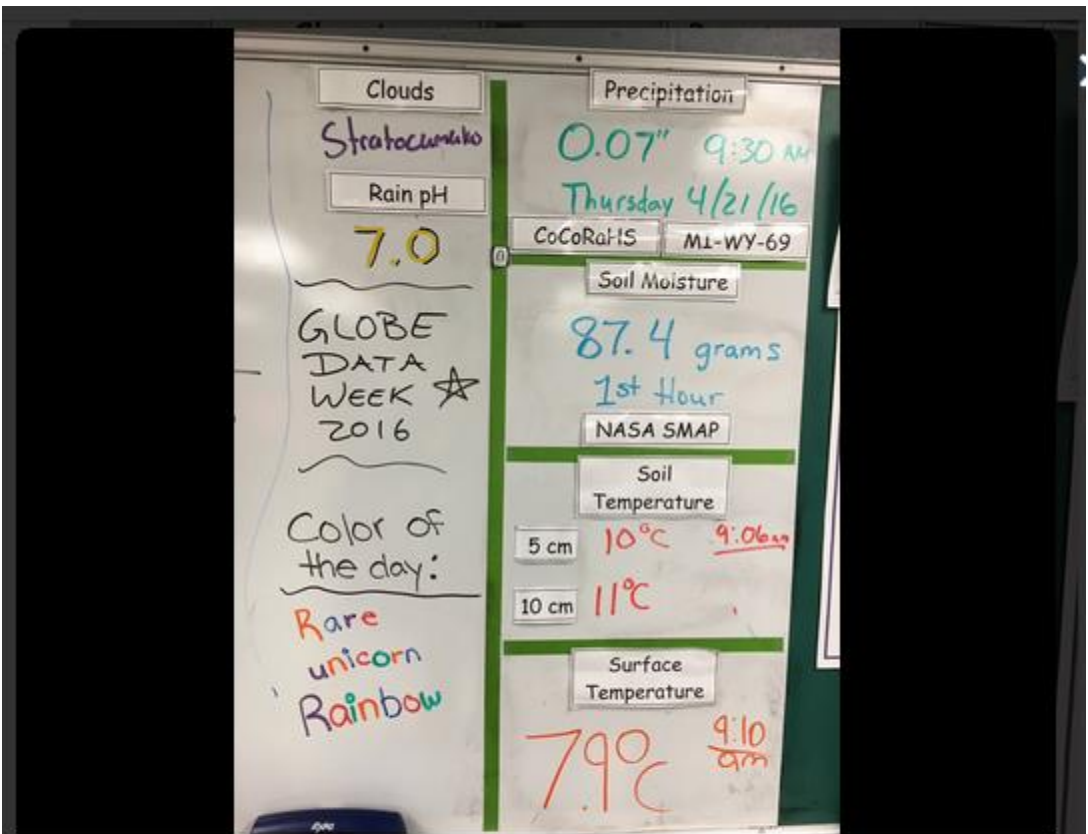 Clouds
Rain pH
7.0
GLOBE
DATA
WEEK
2016
Color of
the day:
Rare
unicorn
Rainbow
Precipitation
0.07" 9:30 AM
Thursday 4/21/16
CoCoRaHS MI-WY-69
Soil Moisture
87.4 grams
1st Hour
NASA SMAP
Soil
Temperature
5 cm 10°C 9:06am
10 cm 11°C
Surface
Temperature
7.9°C 9:10
am